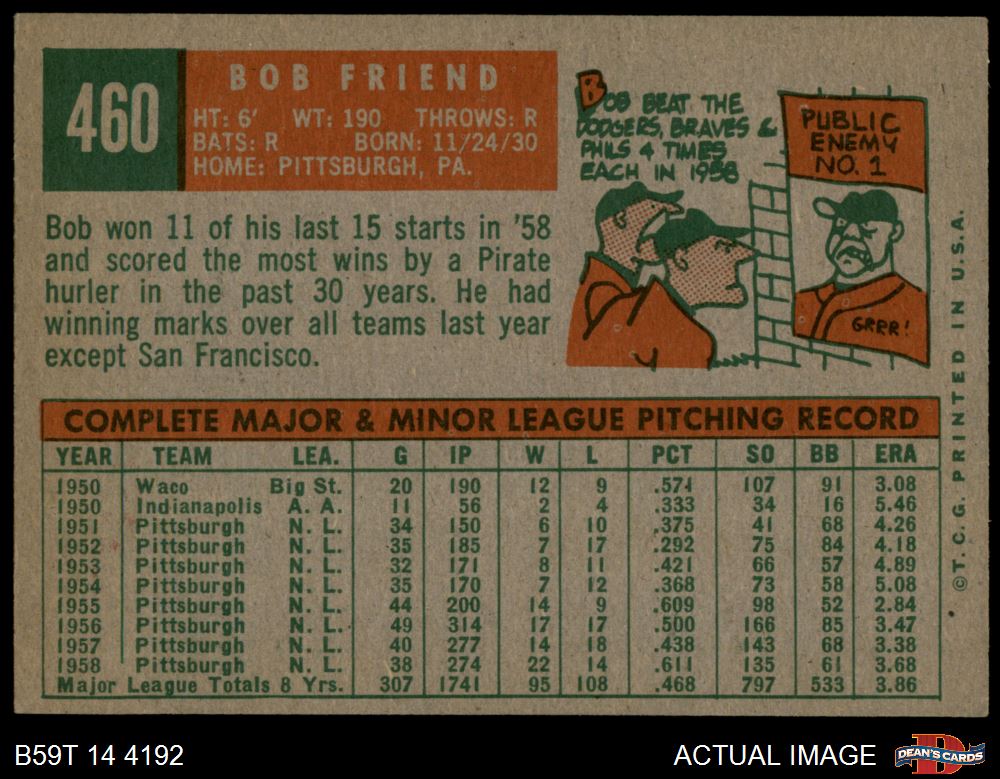 460
BOB FRIEND
HT: 6' WT: 190 THROWS: R
BATS: R BORN: 11/24/30
HOME: PITTSBURGH, PA.
BOB BEAT THE
DODGERS, BRAVES &
PHILS 4 TIMES
EACH IN 1958
PUBLIC
ENEMY
NO. 1
GRRR!
Bob won 11 of his last 15 starts in '58
and scored the most wins by a Pirate
hurler in the past 30 years. He had
winning marks over all teams last year
except San Francisco.
COMPLETE MAJOR & MINOR LEAGUE PITCHING RECORD
YEAR TEAM LEA. G IP W L PCT SO BB ERA
1950 Waco Big St. 20 190 12 9 .571 107 91 3.08
1950 Indianapolis A. A. 11 56 2 4 .333 34 16 5.46
1951 Pittsburgh N. L. 34 150 6 10 .375 41 68 4.26
1952 Pittsburgh N. L. 35 185 7 17 .292 75 84 4.18
1953 Pittsburgh N. L. 32 171 8 11 .421 66 57 4.89
1954 Pittsburgh N. L. 35 170 7 12 .368 73 58 5.08
1955 Pittsburgh N. L. 44 200 14 9 .609 98 52 2.84
1956 Pittsburgh N. L. 49 314 17 17 .500 166 85 3.47
1957 Pittsburgh N. L. 40 277 14 18 .438 143 68 3.38
1958 Pittsburgh N. L. 38 274 22 14 .611 135 61 3.68
Major League Totals 8 Yrs. 307 1741 95 108 .468 797 533 3.86
©T. C. G. PRINTED IN U.S.A.
B59T 14 4192
ACTUAL IMAGE
DEAN'S CARDS